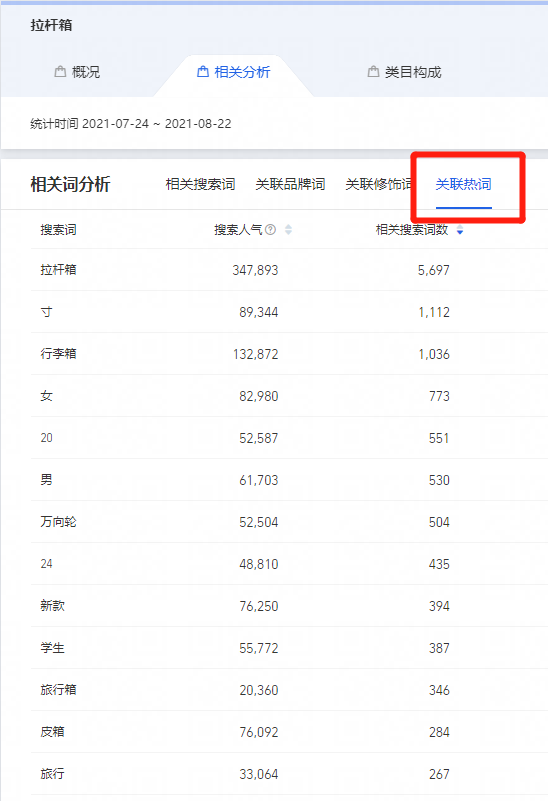 拉杆箱
概况 相关分析 类目构成
统计时间 2021-07-24 ~ 2021-08-22
相关词分析 相关搜索词 关联品牌词 关联修饰词 关联热词
搜索词 搜索人气 ? 相关搜索词数
拉杆箱 347,893 5,697
寸 89,344 1,112
行李箱 132,872 1,036
女 82,980 773
20 52,587 551
男 61,703 530
万向轮 52,504 504
24 48,810 435
新款 76,250 394
学生 55,772 387
旅行箱 20,360 346
皮箱 76,092 284
旅行 33,064 267